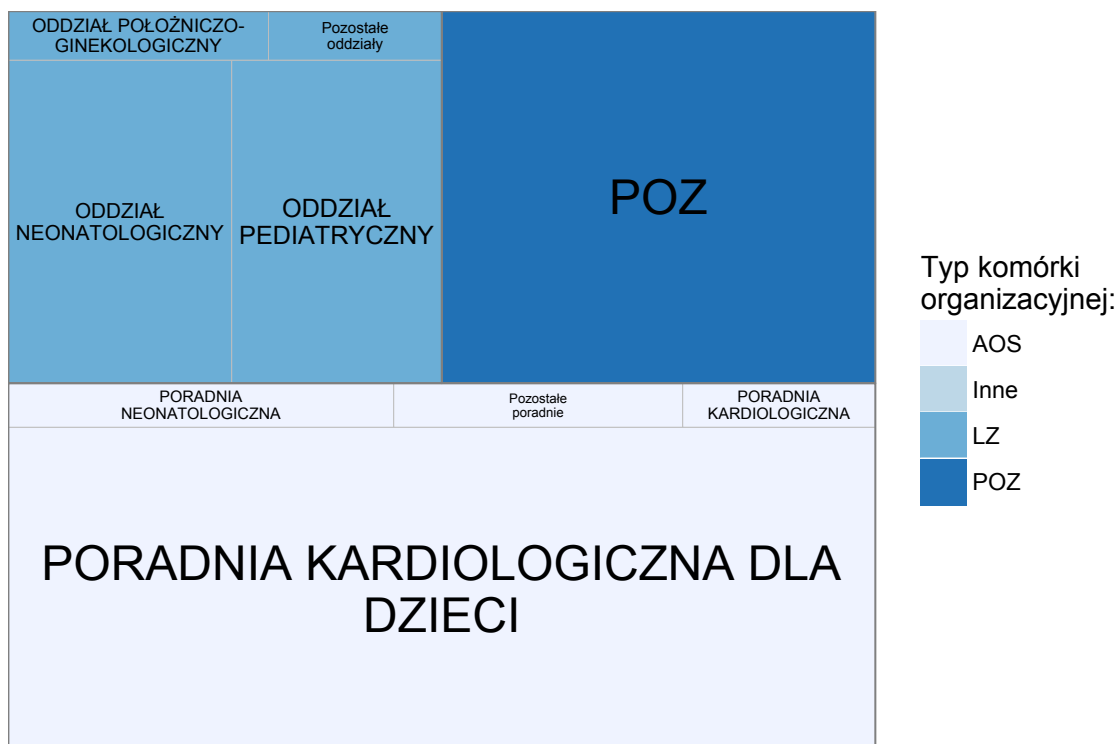 ODDZIAŁ POŁOŻNICZO-
GINEKOLOGICZNY
Pozostałe
oddziały
ODDZIAŁ
NEONATOLOGICZNY
ODDZIAŁ
PEDIATRYCZNY
POZ
PORADNIA
NEONATOLOGICZNA
Pozostałe
poradnie
PORADNIA
KARDIOLOGICZNA
PORADNIA KARDIOLOGICZNA DLA
DZIECI
Typ komórki
organizacyjnej:
AOS
Inne
LZ
POZ